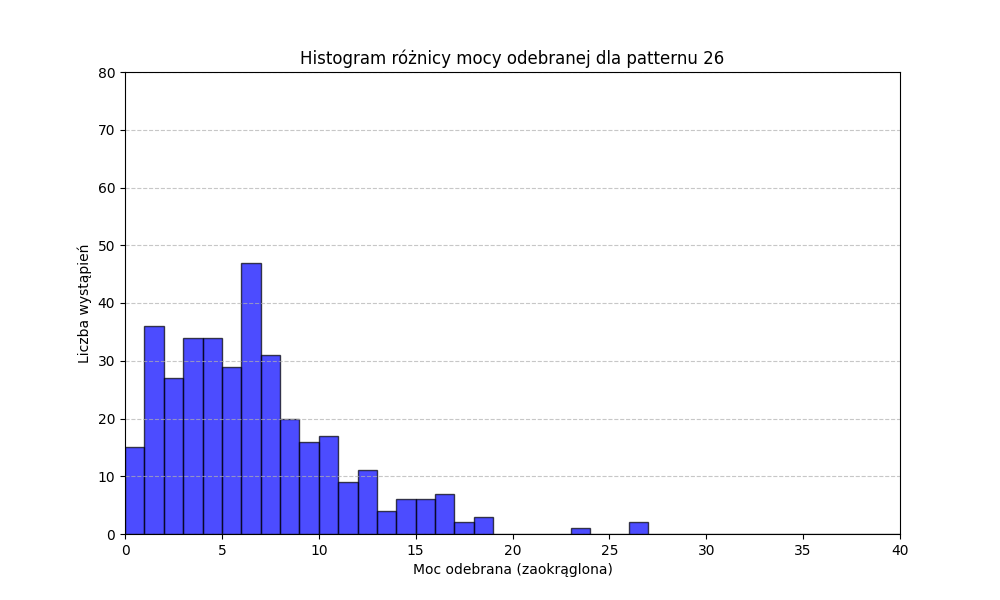 Histogram różnicy mocy odebranej dla patternu 26
80
70
60
50
40
30
20
10
0
Liczba wystąpień
0 5 10 15 20 25 30 35 40
Moc odebrana (zaokrąglona)